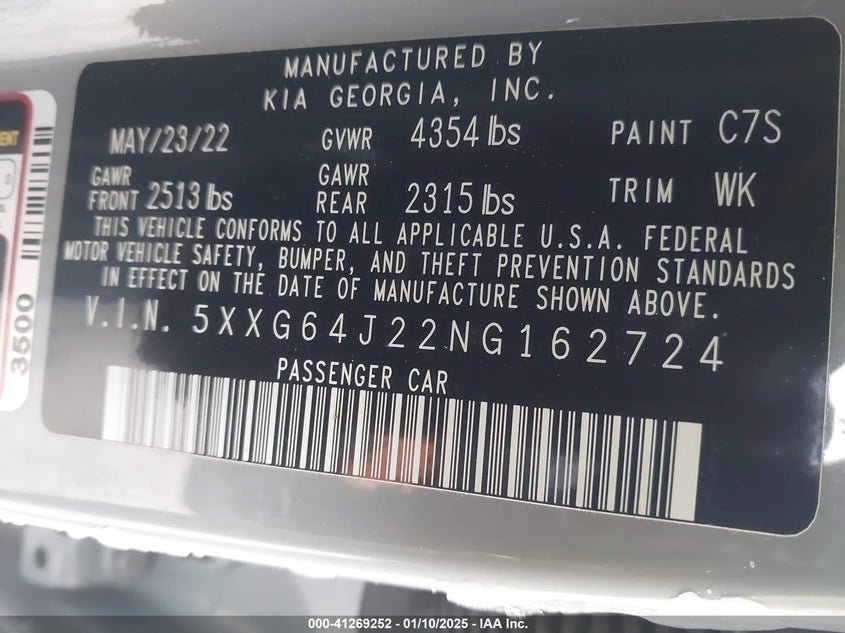 MANUFACTURED BY
KIA GEORGIA, INC.
MAY/23/22 GVWR 4354 lbs PAINT C7S
GAWR FRONT 2513 lbs GAWR REAR 2315 lbs TRIM WK
THIS VEHICLE CONFORMS TO ALL APPLICABLE U.S.A. FEDERAL
MOTOR VEHICLE SAFETY, BUMPER, AND THEFT PREVENTION STANDARDS
IN EFFECT ON THE DATE OF MANUFACTURE SHOWN ABOVE.
V.I.N. 5XXG64J22NG162724
PASSENGER CAR
3500
3
000-41269252 - 01/10/2025 - IAA Inc.